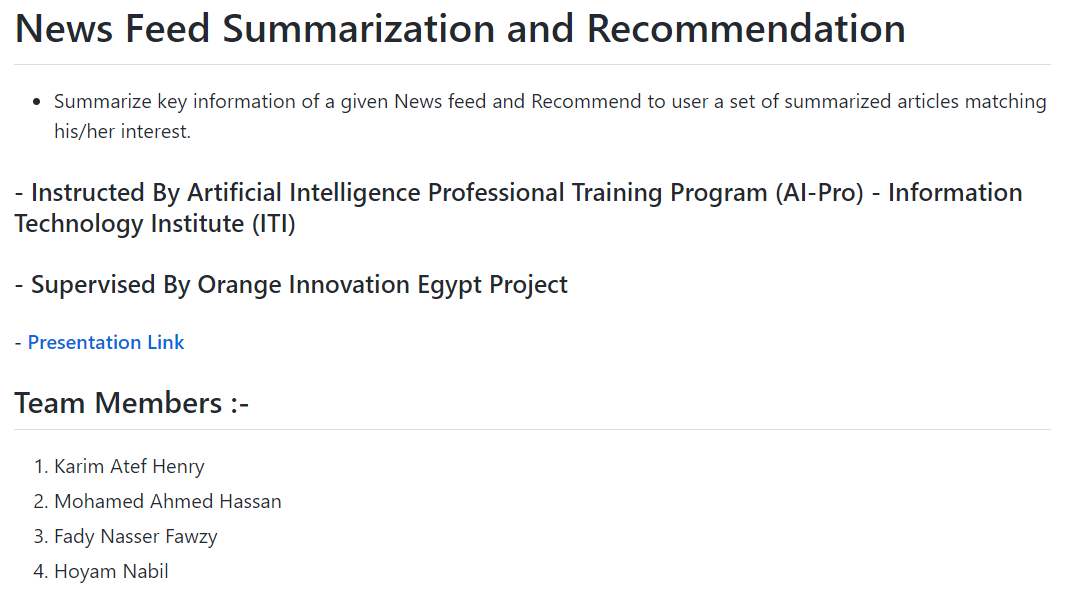 News Feed Summarization and Recommendation
• Summarize key information of a given News feed and Recommend to user a set of summarized articles matching
his/her interest.
- Instructed By Artificial Intelligence Professional Training Program (AI-Pro) - Information
Technology Institute (ITI)
- Supervised By Orange Innovation Egypt Project
- Presentation Link
Team Members :-
1. Karim Atef Henry
2. Mohamed Ahmed Hassan
3. Fady Nasser Fawzy
4. Hoyam Nabil